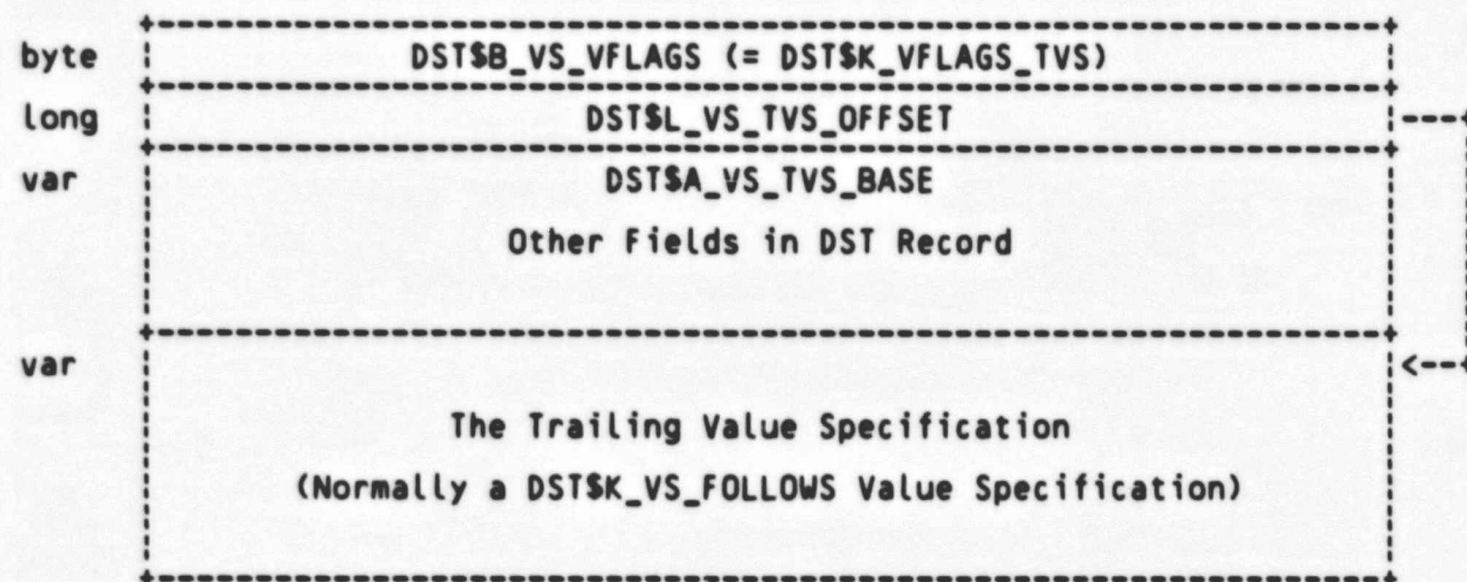 byte DST$B_VS_VFLAGS (= DST$K_VFLAGS_TVS)
long DST$L_VS_TVS_OFFSET
var DST$A_VS_TVS_BASE
Other Fields in DST Record
var
The Trailing Value Specification
(Normally a DST$K_VS_FOLLOWS Value Specification)